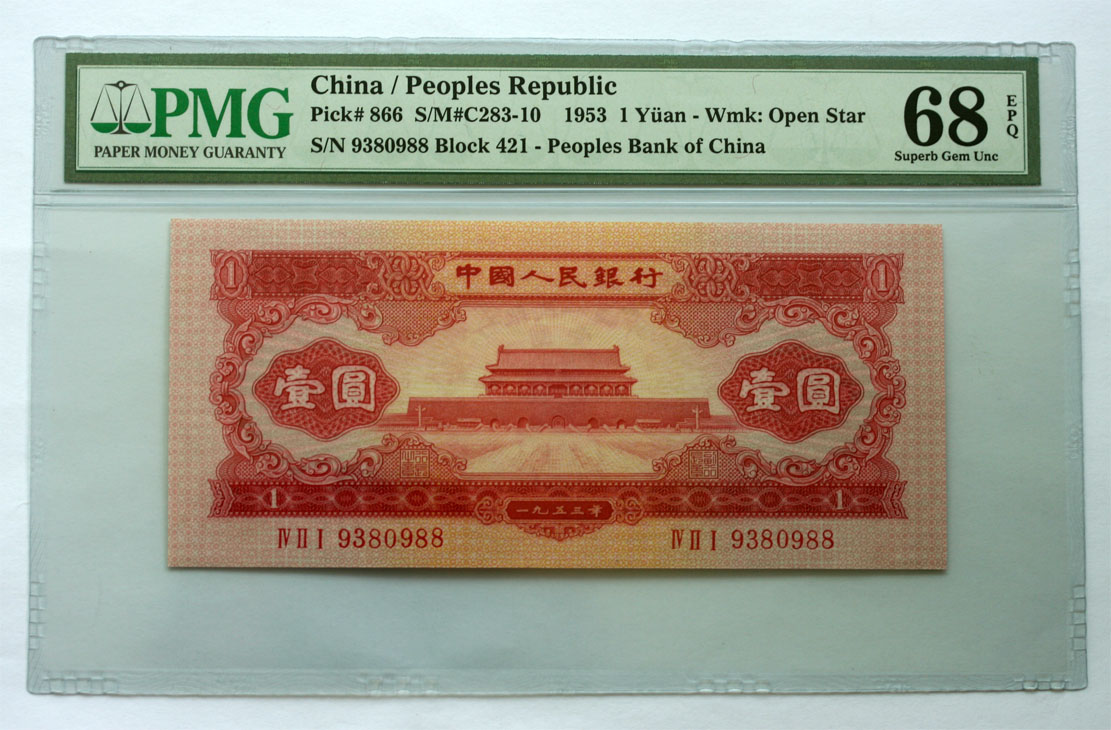 PMG
PAPER MONEY GUARANTY
China / Peoples Republic
Pick# 866 S/M#C283-10 1953 1 Yüan - Wmk: Open Star
S/N 9380988 Block 421 - Peoples Bank of China
68
EPQ
Superb Gem Unc
1 中國人民銀行 1
壹圓 壹圓
1 1
一九五三年
IV II I 9380988 IV II I 9380988